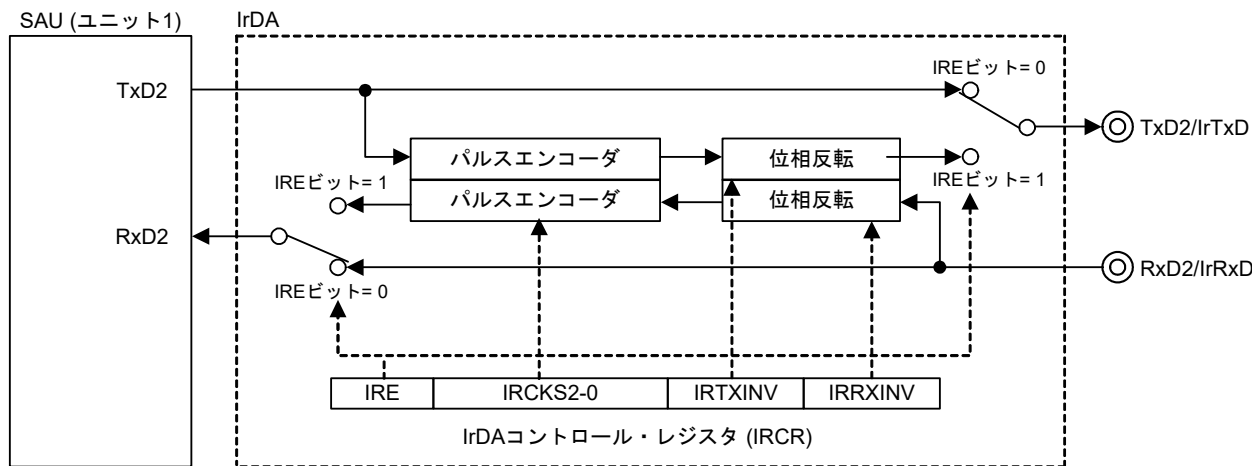 SAU (ユニット1)
IrDA
IREビット= 0
TxD2
TxD2/IrTxD
パルスエンコーダ
位相反転
IREビット= 1
パルスエンコーダ
位相反転
IREビット= 1
RxD2
RxD2/IrRxD
IREビット= 0
IRE
IRCKS2-0
IRTXINV
IRRXINV
IrDAコントロール・レジスタ (IRCR)